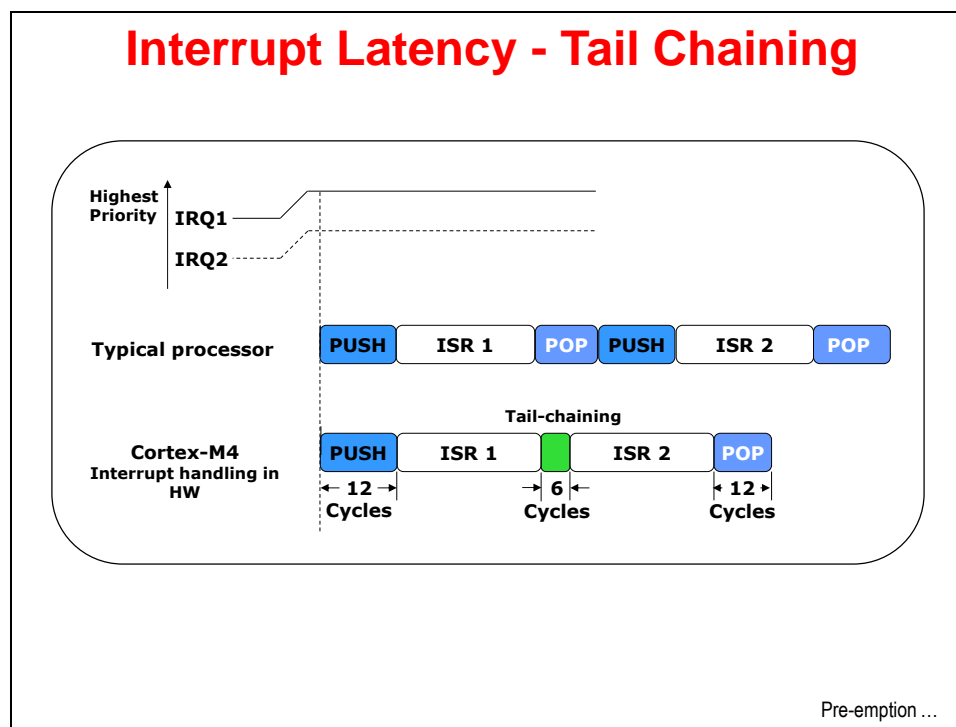 Interrupt Latency - Tail Chaining
Highest
Priority
IRQ1
IRQ2
Typical processor
PUSH ISR 1 POP PUSH ISR 2 POP
Tail-chaining
Cortex-M4
Interrupt handling in
HW
PUSH ISR 1 ISR 2 POP
12
Cycles
6
Cycles
12
Cycles
Pre-emption …